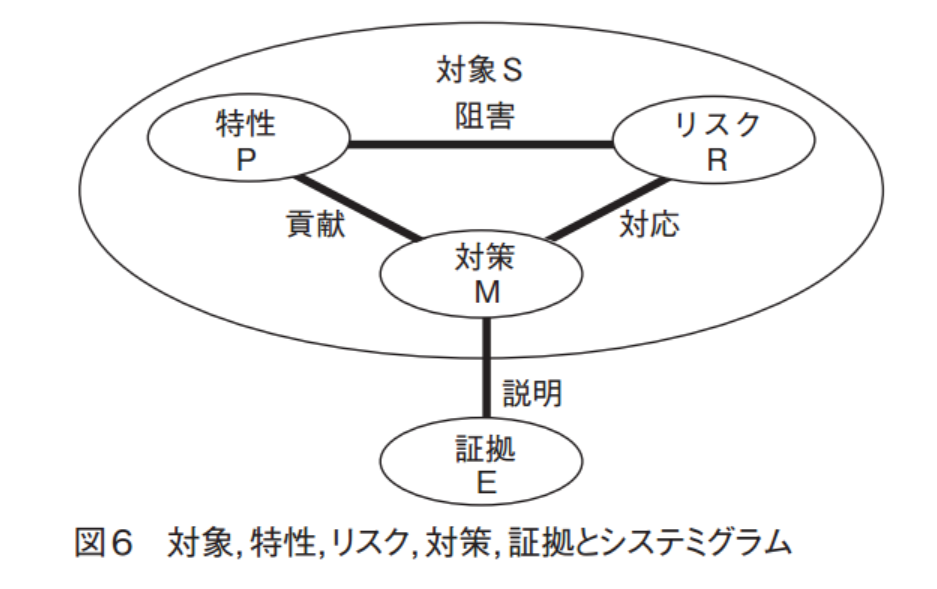 対象S
阻害
特性
P
リスク
R
貢献
対応
対策
M
説明
証拠
E
図6 対象,特性,リスク,対策,証拠とシステミグラム